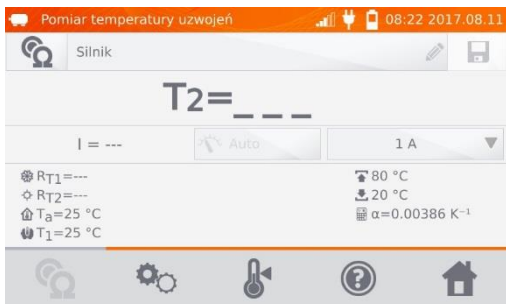 Pomiar temperatury uzwojeń 08:22 2017.08.11
Silnik
T2=_ _ _
I = --- Auto 1 A
RT1=--- 80 °C
RT2=--- 20 °C
Ta=25 °C α=0.00386 K⁻¹
T1=25 °C